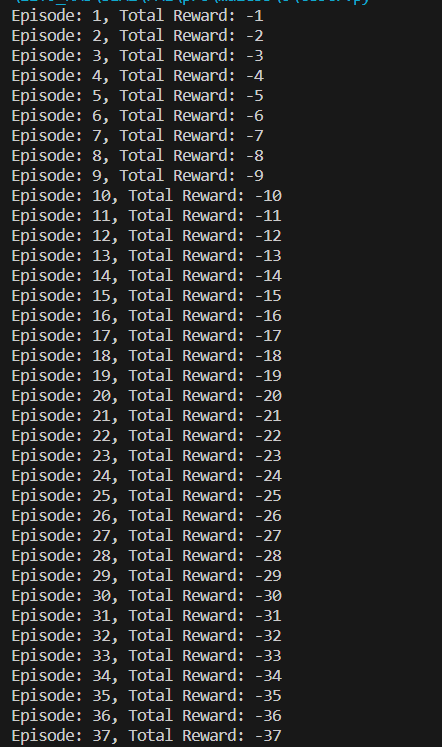 Episode: 1, Total Reward: -1
Episode: 2, Total Reward: -2
Episode: 3, Total Reward: -3
Episode: 4, Total Reward: -4
Episode: 5, Total Reward: -5
Episode: 6, Total Reward: -6
Episode: 7, Total Reward: -7
Episode: 8, Total Reward: -8
Episode: 9, Total Reward: -9
Episode: 10, Total Reward: -10
Episode: 11, Total Reward: -11
Episode: 12, Total Reward: -12
Episode: 13, Total Reward: -13
Episode: 14, Total Reward: -14
Episode: 15, Total Reward: -15
Episode: 16, Total Reward: -16
Episode: 17, Total Reward: -17
Episode: 18, Total Reward: -18
Episode: 19, Total Reward: -19
Episode: 20, Total Reward: -20
Episode: 21, Total Reward: -21
Episode: 22, Total Reward: -22
Episode: 23, Total Reward: -23
Episode: 24, Total Reward: -24
Episode: 25, Total Reward: -25
Episode: 26, Total Reward: -26
Episode: 27, Total Reward: -27
Episode: 28, Total Reward: -28
Episode: 29, Total Reward: -29
Episode: 30, Total Reward: -30
Episode: 31, Total Reward: -31
Episode: 32, Total Reward: -32
Episode: 33, Total Reward: -33
Episode: 34, Total Reward: -34
Episode: 35, Total Reward: -35
Episode: 36, Total Reward: -36
Episode: 37, Total Reward: -37